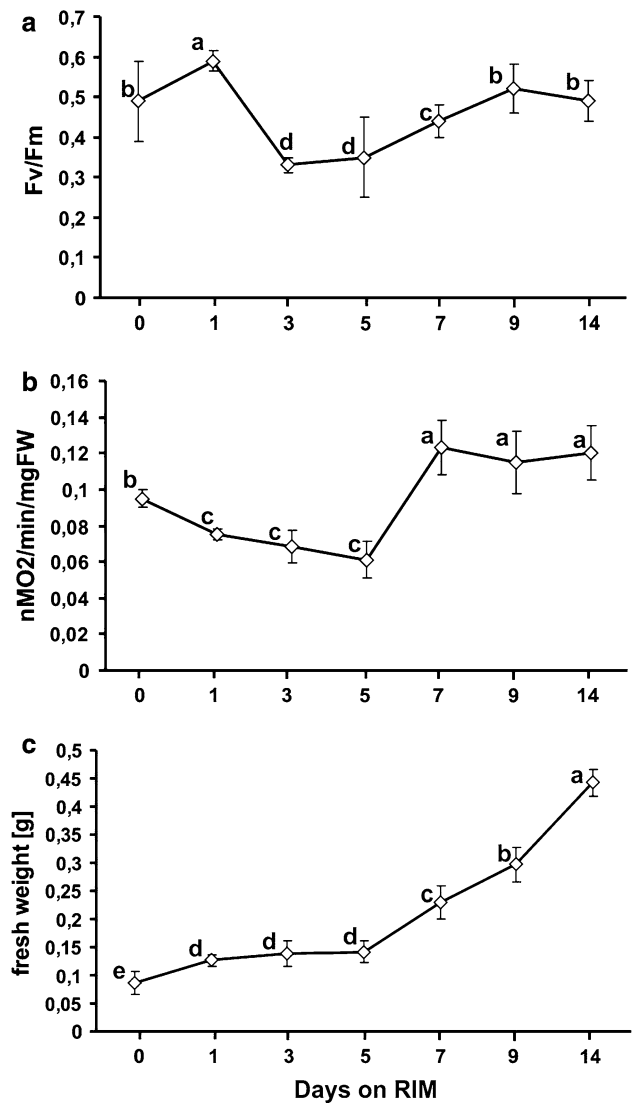 a
Fv/Fm
0,7
0,6
0,5
0,4
0,3
0,2
0,1
0
b a d d c b b
0 1 3 5 7 9 14
b
nMO2/min/mgFW
0,16
0,14
0,12
0,1
0,08
0,06
0,04
0,02
0
b c c c a a a
0 1 3 5 7 9 14
c
fresh weight [g]
0,5
0,45
0,4
0,35
0,3
0,25
0,2
0,15
0,1
0,05
0
e d d d c b a
0 1 3 5 7 9 14
Days on RIM